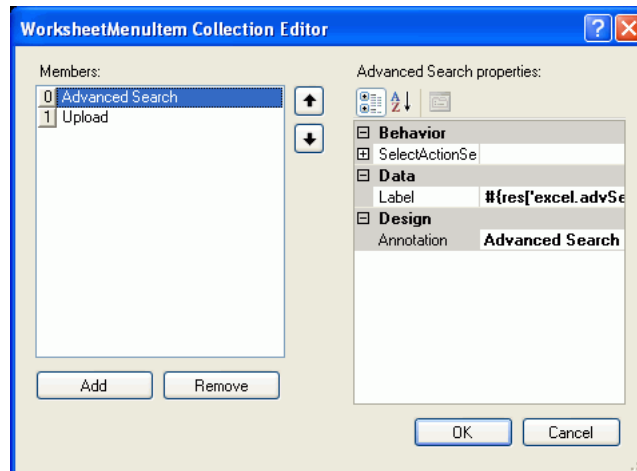 WorksheetMenuItem Collection Editor
Members:
0 Advanced Search
1 Upload
Add
Remove
Advanced Search properties:
Behavior
SelectActionSe
Data
Label #{res['excel.advSe
Design
Annotation Advanced Search
OK
Cancel